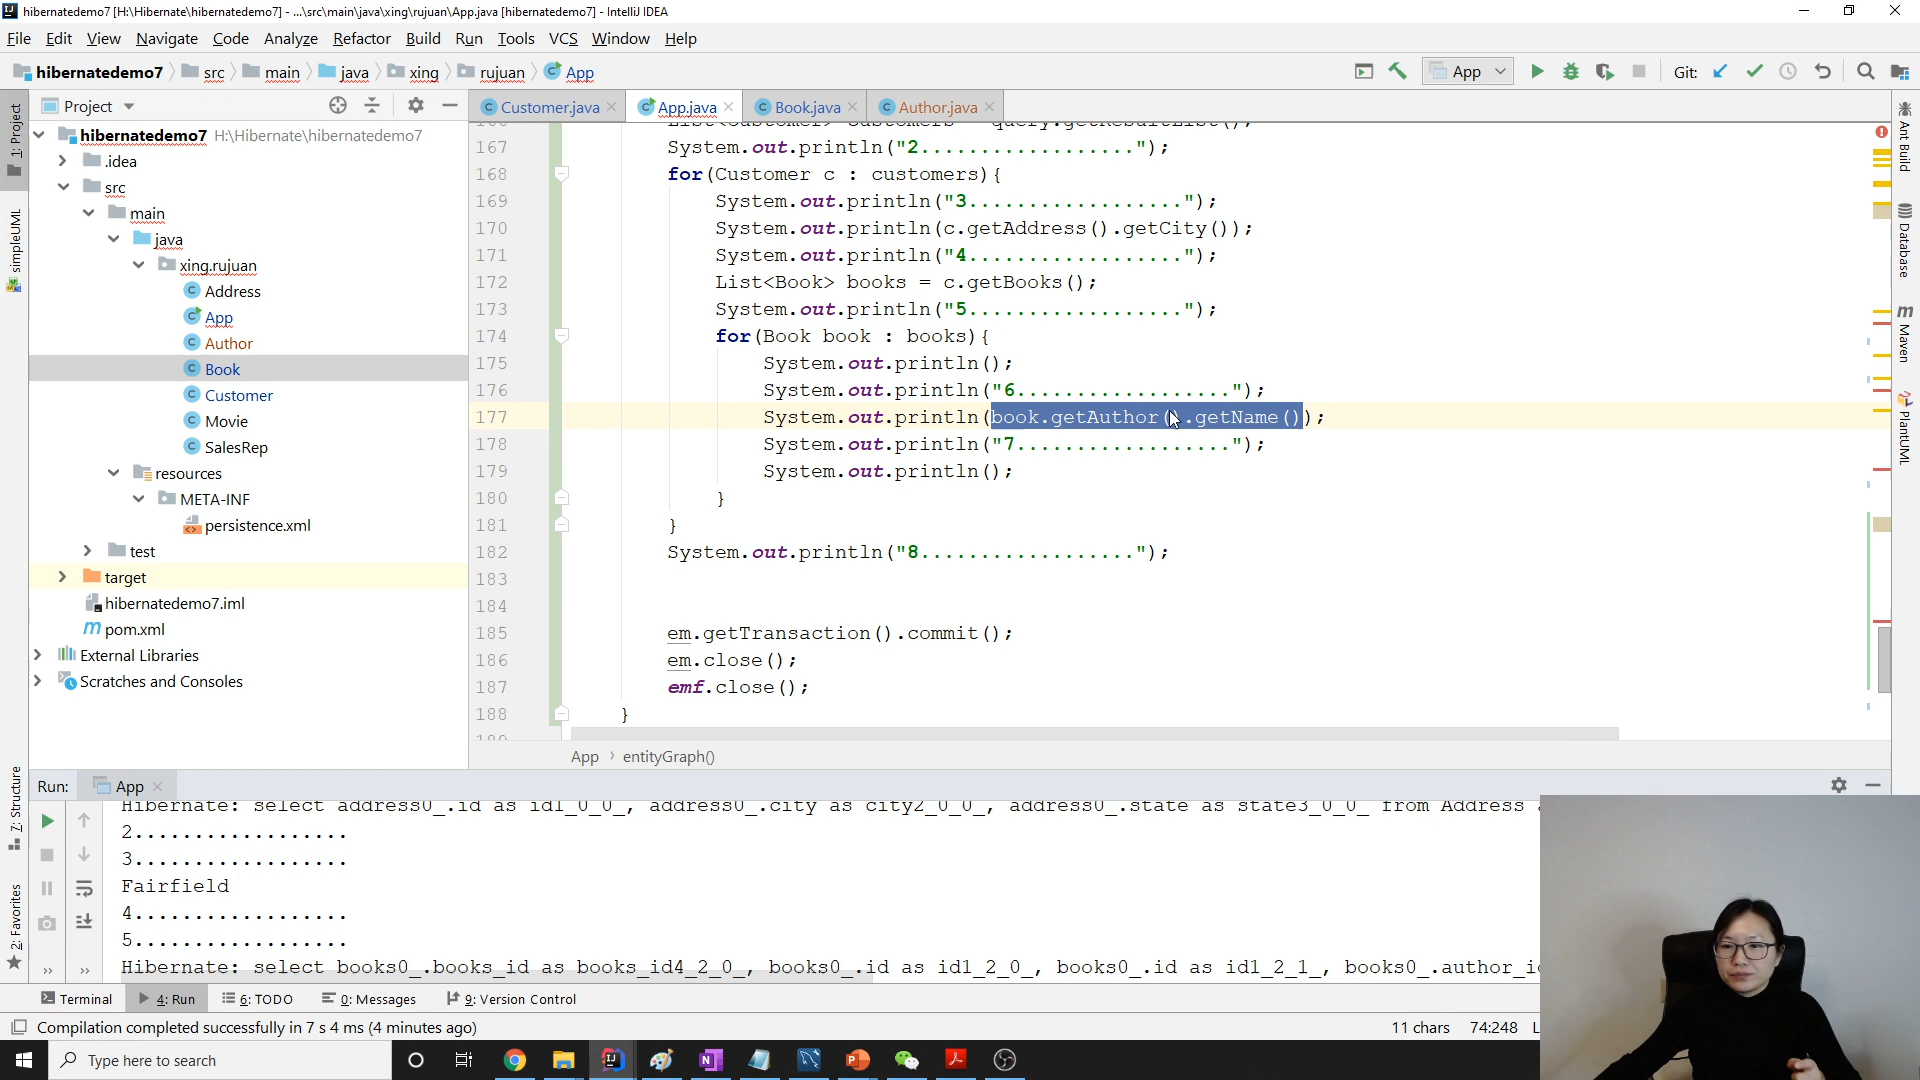 hibernatedemo7 [H:\Hibernate\hibernatedemo7] - ...\src\main\java\xing\rujuan\App.java [hibernatedemo7] - IntelliJ IDEA
File Edit View Navigate Code Analyze Refactor Build Run Tools VCS Window Help
hibernatedemo7 src main java xing rujuan App
App Git:
Project
Customer.java App.java Book.java Author.java
hibernatedemo7 H:\Hibernate\hibernatedemo7
.idea
src
main
java
xing.rujuan
Address
App
Author
Book
Customer
Movie
SalesRep
resources
META-INF
persistence.xml
test
target
hibernatedemo7.iml
pom.xml
External Libraries
Scratches and Consoles
1: Project
simpleUML
7: Structure
2: Favorites
167 System.out.println("2..................");
168 for(Customer c : customers){
169 System.out.println("3..................");
170 System.out.println(c.getAddress().getCity());
171 System.out.println("4..................");
172 List<Book> books = c.getBooks();
173 System.out.println("5..................");
174 for(Book book : books){
175 System.out.println();
176 System.out.println("6..................");
177 System.out.println(book.getAuthor().getName());
178 System.out.println("7..................");
179 System.out.println();
180 }
181 }
182 System.out.println("8..................");
183
184
185 em.getTransaction().commit();
186 em.close();
187 emf.close();
188 }
App › entityGraph()
Ant Build
Database
Maven
PlantUML
Run: App
Hibernate: select address0_.id as id1_0_0_, address0_.city as city2_0_0_, address0_.state as state3_0_0_ from Address
2..................
3..................
Fairfield
4..................
5..................
Hibernate: select books0_.books_id as books_id4_2_0_, books0_.id as id1_2_0_, books0_.id as id1_2_1_, books0_.author_i
Terminal 4: Run 6: TODO 0: Messages 9: Version Control
Compilation completed successfully in 7 s 4 ms (4 minutes ago) 11 chars 74:248
Type here to search